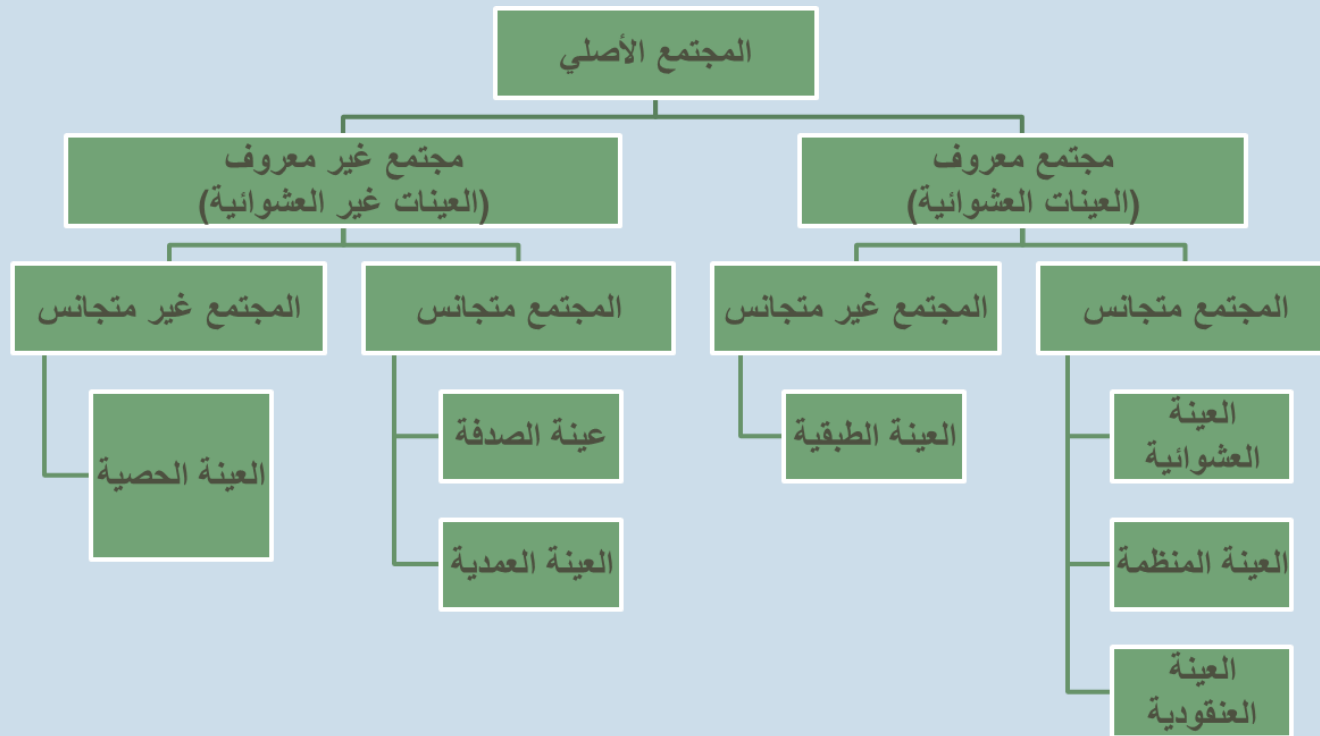 المجتمع الأصلي
مجتمع معروف
(العينات العشوائية)
مجتمع غير معروف
(العينات غير العشوائية)
المجتمع متجانس
المجتمع غير متجانس
المجتمع متجانس
المجتمع غير متجانس
العينة
العشوائية
العينة الطبقية
عينة الصدفة
العينة الحصية
العينة المنظمة
العينة العمدية
العينة
العنقودية